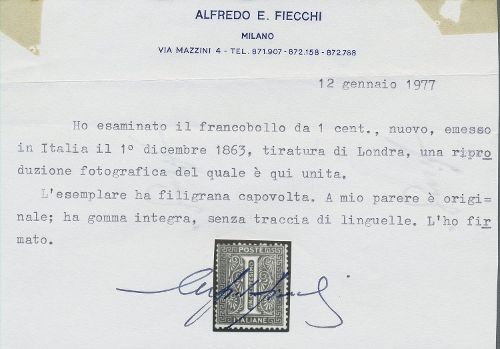 ALFREDO E. FIECCHI
MILANO
VIA MAZZINI 4 - TEL. 871.907 - 872.158 - 872.788
12 gennaio 1977
Ho esaminato il francobollo da 1 cent., nuovo, emesso
in Italia il 1° dicembre 1863, tiratura di Londra, una ripro
duzione fotografica del quale è qui unita.
L'esemplare ha filigrana capovolta. A mio parere è origi=
nale; ha gomma integra, senza traccia di linguelle. L'ho fir
mato.
POSTE
1
ITALIANE